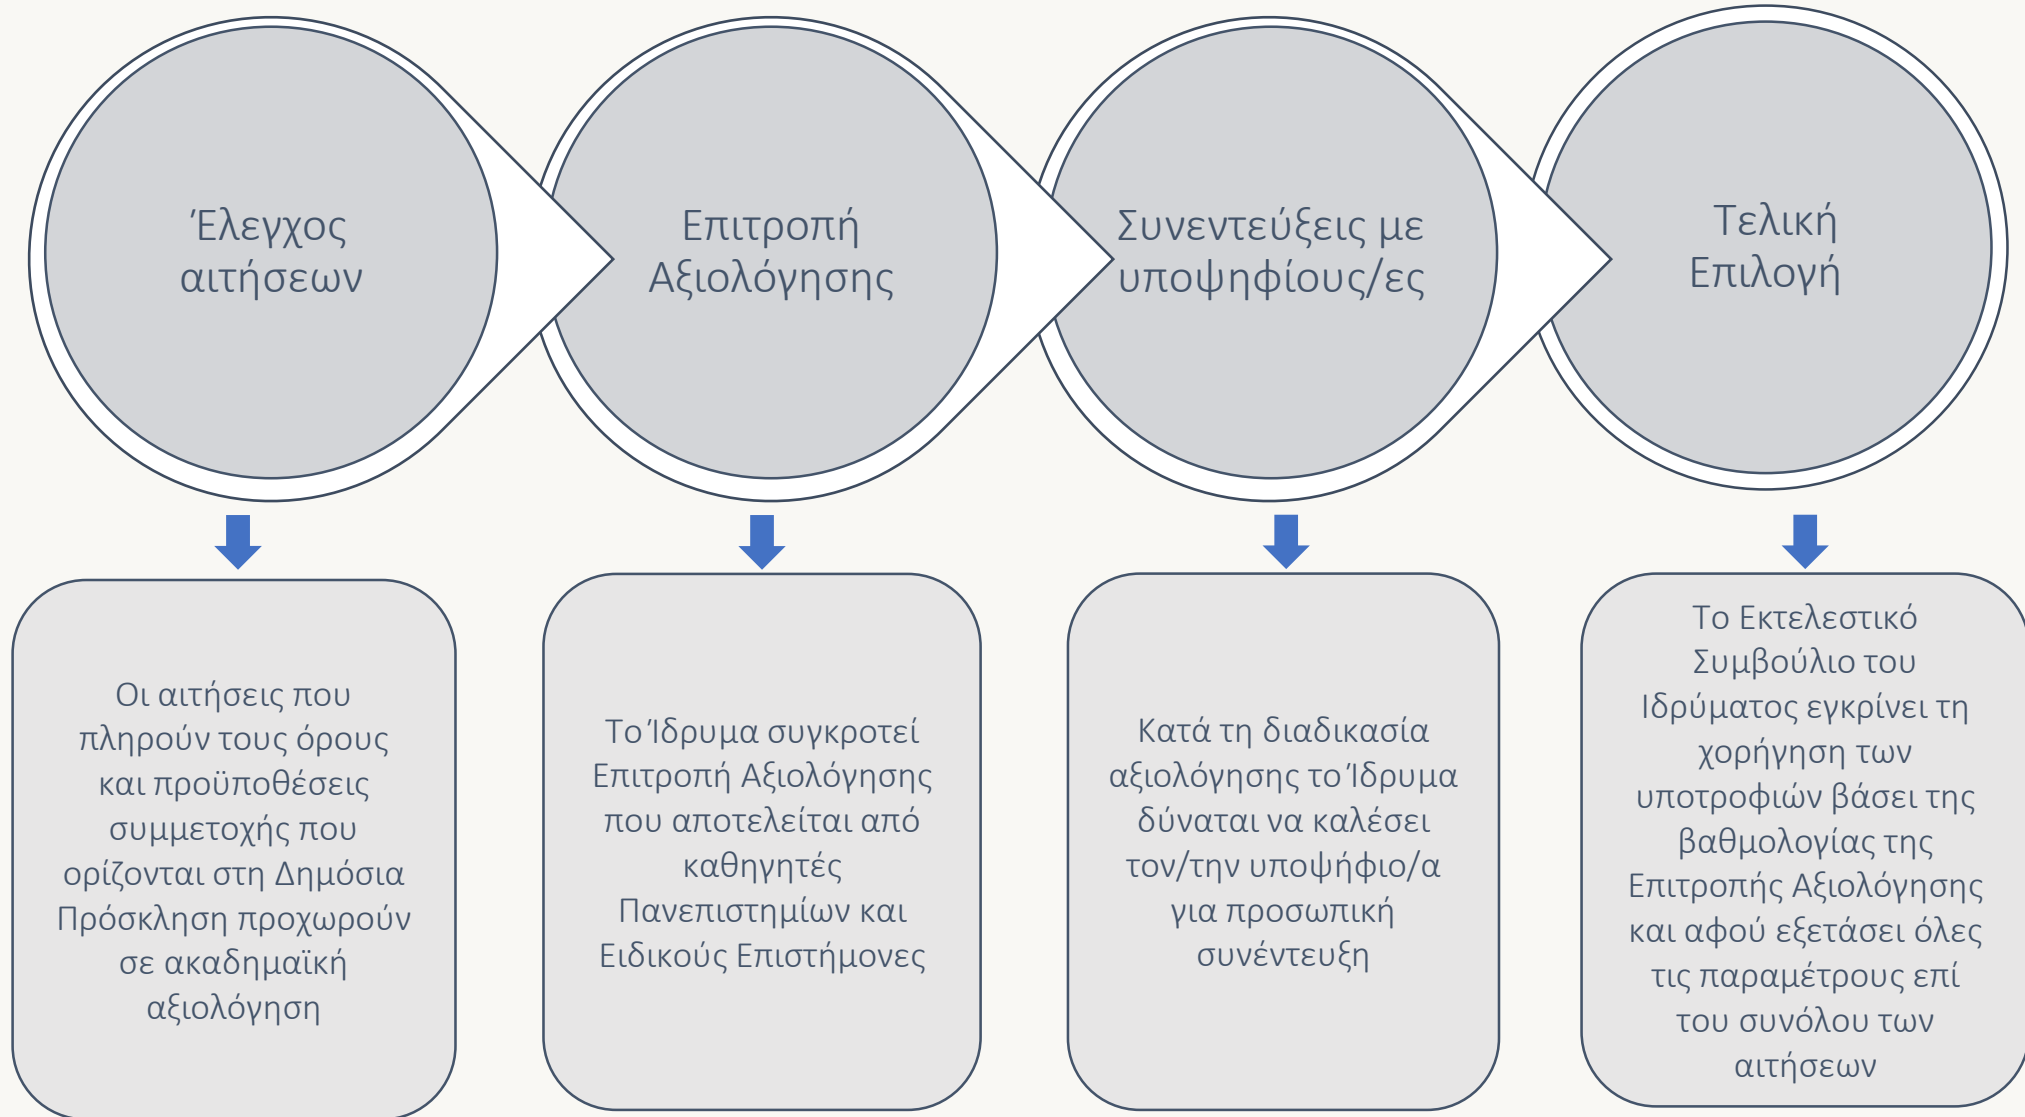 Έλεγχος
αιτήσεων
Επιτροπή
Αξιολόγησης
Συνεντεύξεις με
υποψηφίους/ες
Τελική
Επιλογή
Οι αιτήσεις που
πληρούν τους όρους
και προϋποθέσεις
συμμετοχής που
ορίζονται στη Δημόσια
Πρόσκληση προχωρούν
σε ακαδημαϊκή
αξιολόγηση
Το Ίδρυμα συγκροτεί
Επιτροπή Αξιολόγησης
που αποτελείται από
καθηγητές
Πανεπιστημίων και
Ειδικούς Επιστήμονες
Κατά τη διαδικασία
αξιολόγησης το Ίδρυμα
δύναται να καλέσει
τον/την υποψήφιο/α
για προσωπική
συνέντευξη
Το Εκτελεστικό
Συμβούλιο του
Ιδρύματος εγκρίνει τη
χορήγηση των
υποτροφιών βάσει της
βαθμολογίας της
Επιτροπής Αξιολόγησης
και αφού εξετάσει όλες
τις παραμέτρους επί
του συνόλου των
αιτήσεων